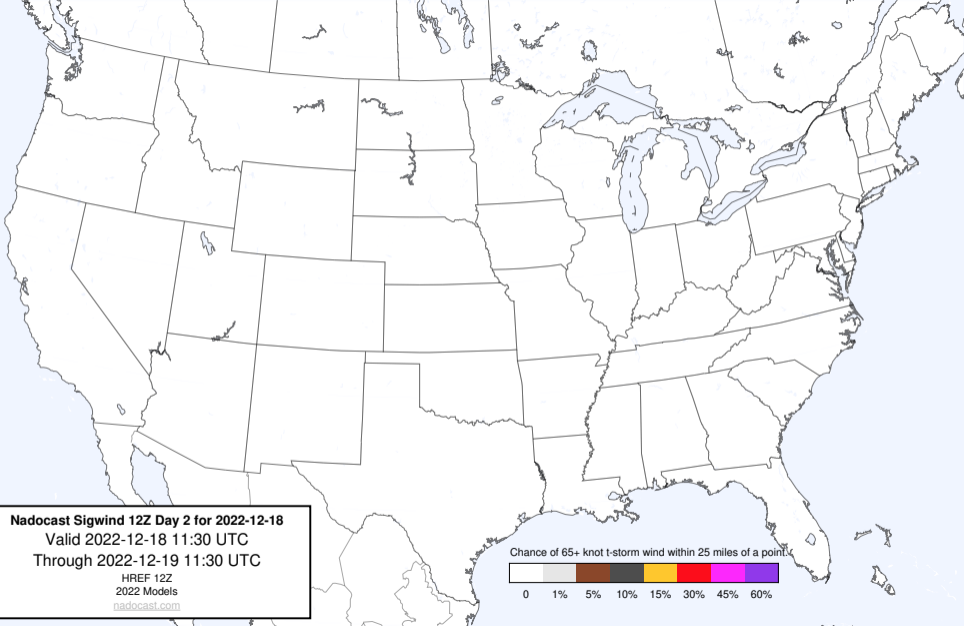 Nadocast Sigwind 12Z Day 2 for 2022-12-18
Valid 2022-12-18 11:30 UTC
Through 2022-12-19 11:30 UTC
HREF 12Z
2022 Models
nadocast.com
Chance of 65+ knot t-storm wind within 25 miles of a point.
0 1% 5% 10% 15% 30% 45% 60%